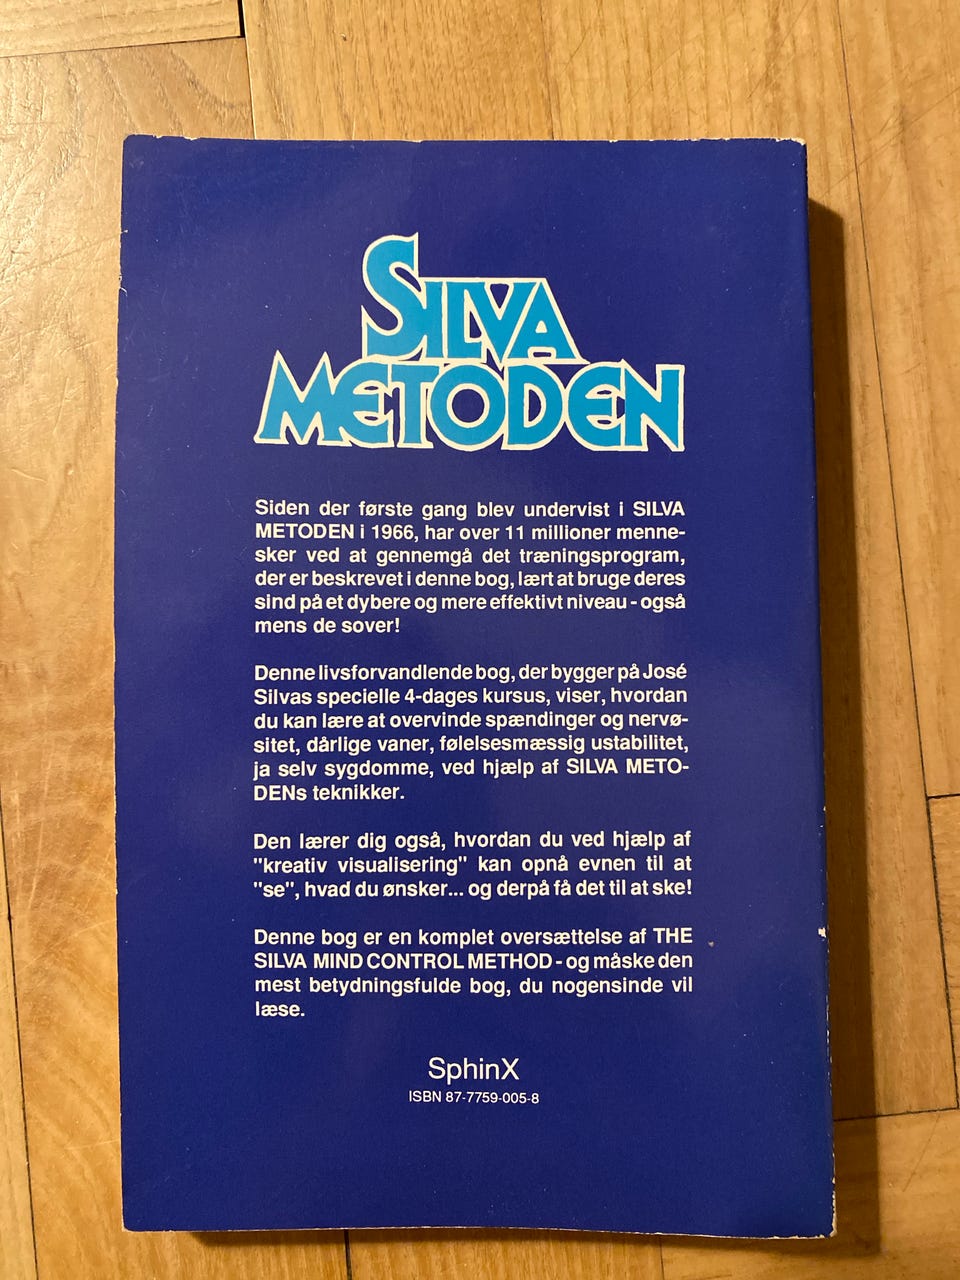 SILVA
METODEN
Siden der første gang blev undervist i SILVA
METODEN i 1966, har over 11 millioner menne-
sker ved at gennemgå det træningsprogram,
der er beskrevet i denne bog, lært at bruge deres
sind på et dybere og mere effektivt niveau - også
mens de sover!
Denne livsforvandlende bog, der bygger på José
Silvas specielle 4-dages kursus, viser, hvordan
du kan lære at overvinde spændinger og nervø-
sitet, dårlige vaner, følelsesmæssig ustabilitet,
ja selv sygdomme, ved hjælp af SILVA METO-
DENs teknikker.
Den lærer dig også, hvordan du ved hjælp af
"kreativ visualisering" kan opnå evnen til at
"se", hvad du ønsker... og derpå få det til at ske!
Denne bog er en komplet oversættelse af THE
SILVA MIND CONTROL METHOD - og måske den
mest betydningsfulde bog, du nogensinde vil
læse.
SphinX
ISBN 87-7759-005-8